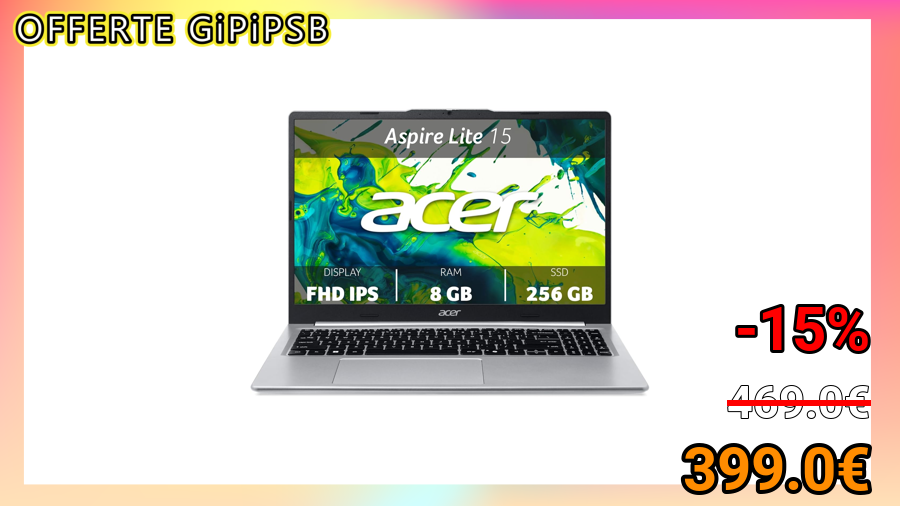 OFFERTE GiPiPSB
Aspire Lite 15
acer
DISPLAY RAM SSD
FHD IPS 8 GB 256 GB
acer
-15%
469.0€
399.0€